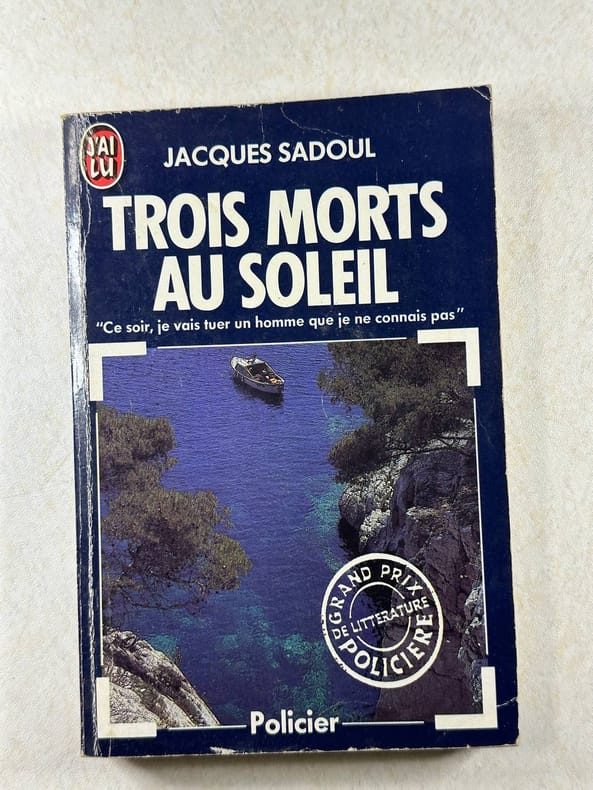 J'AI
LU
JACQUES SADOUL
TROIS MORTS
AU SOLEIL
"Ce soir, je vais tuer un homme que je ne connais pas"
GRAND PRIX
DE LITTERATURE
POLICIERE
Policier